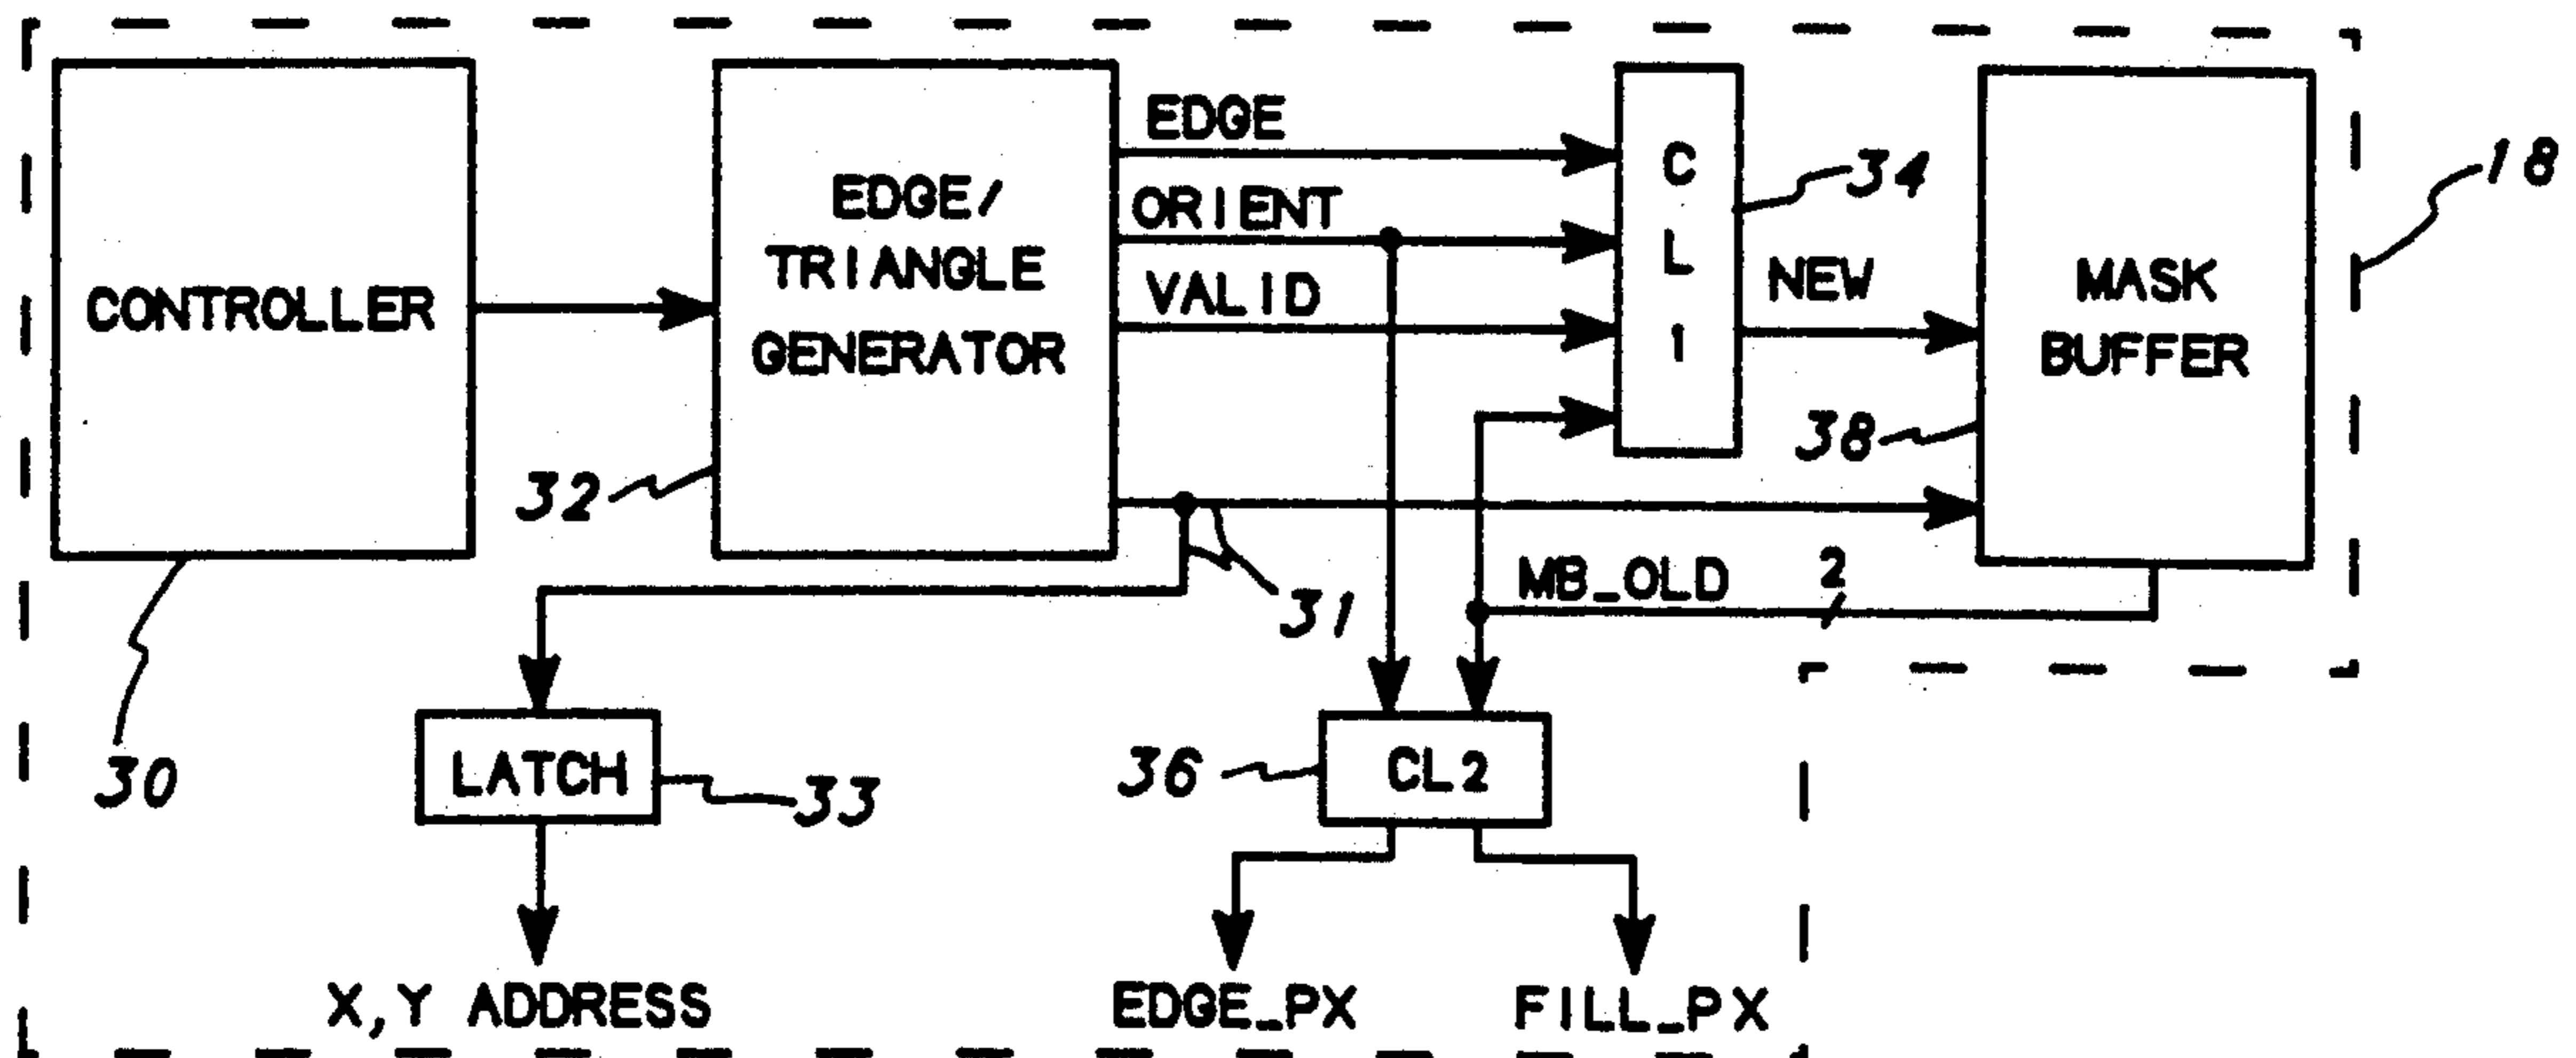 CONTROLLER
EDGE/
TRIANGLE
GENERATOR
EDGE
ORIENT
VALID
C
L
1
34
NEW
MASK
BUFFER
18
38
32
31
MB_OLD
2
30
LATCH
33
36
CL2
X,Y ADDRESS
EDGE_PX
FILL_PX